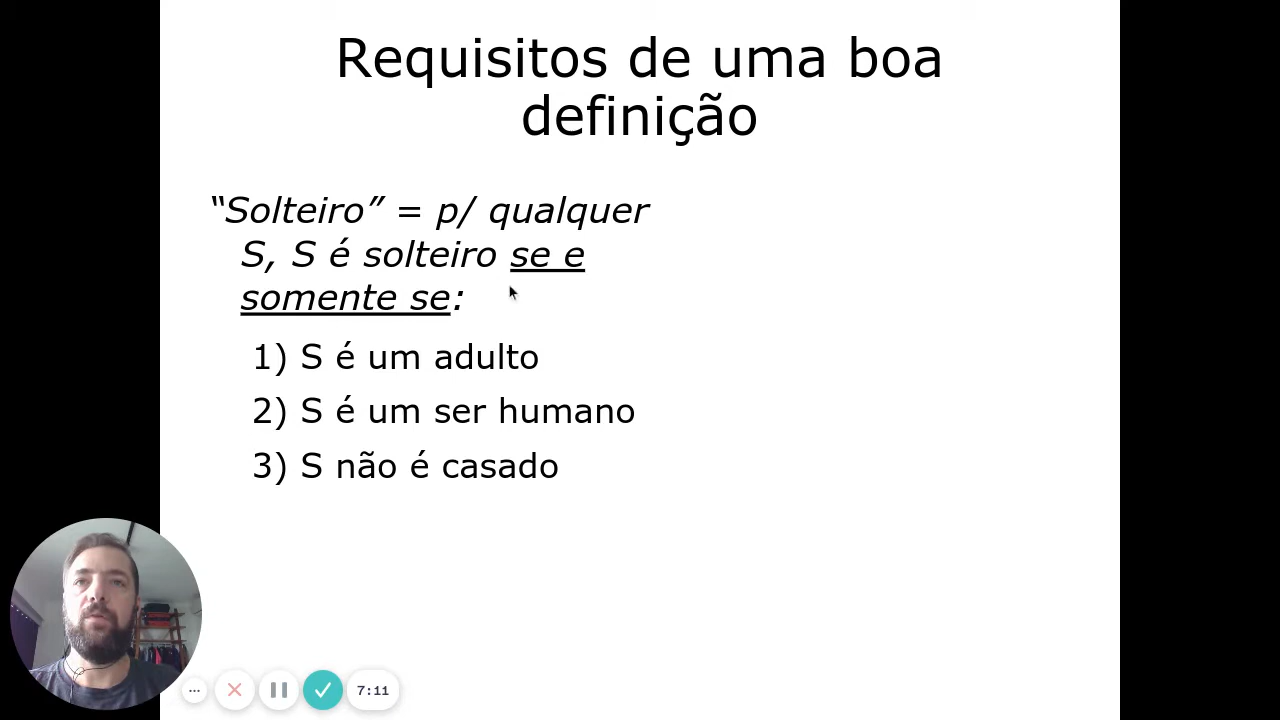 Requisitos de uma boa
definição
“Solteiro” = p/ qualquer
S, S é solteiro se e
somente se:
1) S é um adulto
2) S é um ser humano
3) S não é casado
7:11